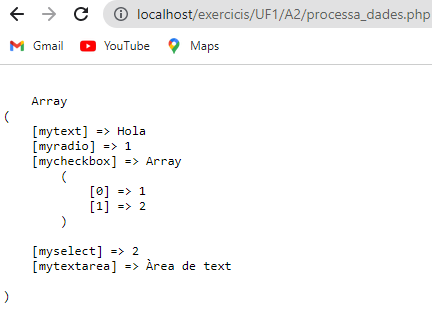 localhost/exercicis/UF1/A2/processa_dades.php
Gmail YouTube Maps
Array
(
[mytext] => Hola
[myradio] => 1
[mycheckbox] => Array
(
[0] => 1
[1] => 2
)
[myselect] => 2
[mytextarea] => Àrea de text
)